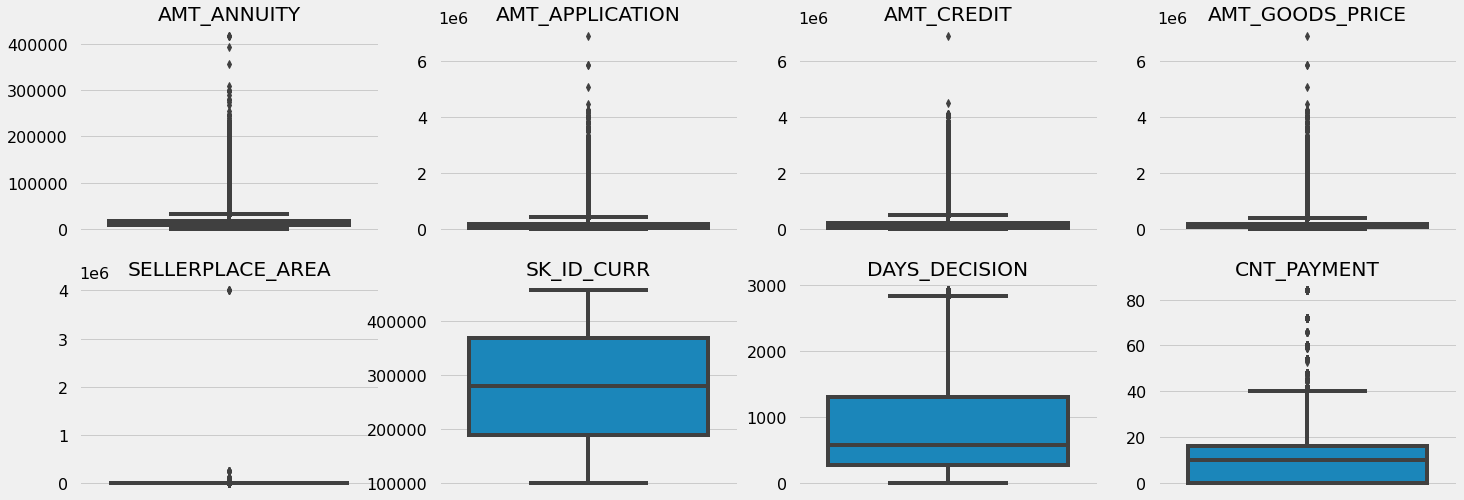 AMT_ANNUITY
400000
300000
200000
100000
0
1e6
AMT_APPLICATION
6
4
2
0
1e6
AMT_CREDIT
6
4
2
0
1e6
AMT_GOODS_PRICE
6
4
2
0
1e6
SELLERPLACE_AREA
4
3
2
1
0
SK_ID_CURR
400000
300000
200000
100000
DAYS_DECISION
3000
2000
1000
0
CNT_PAYMENT
80
60
40
20
0